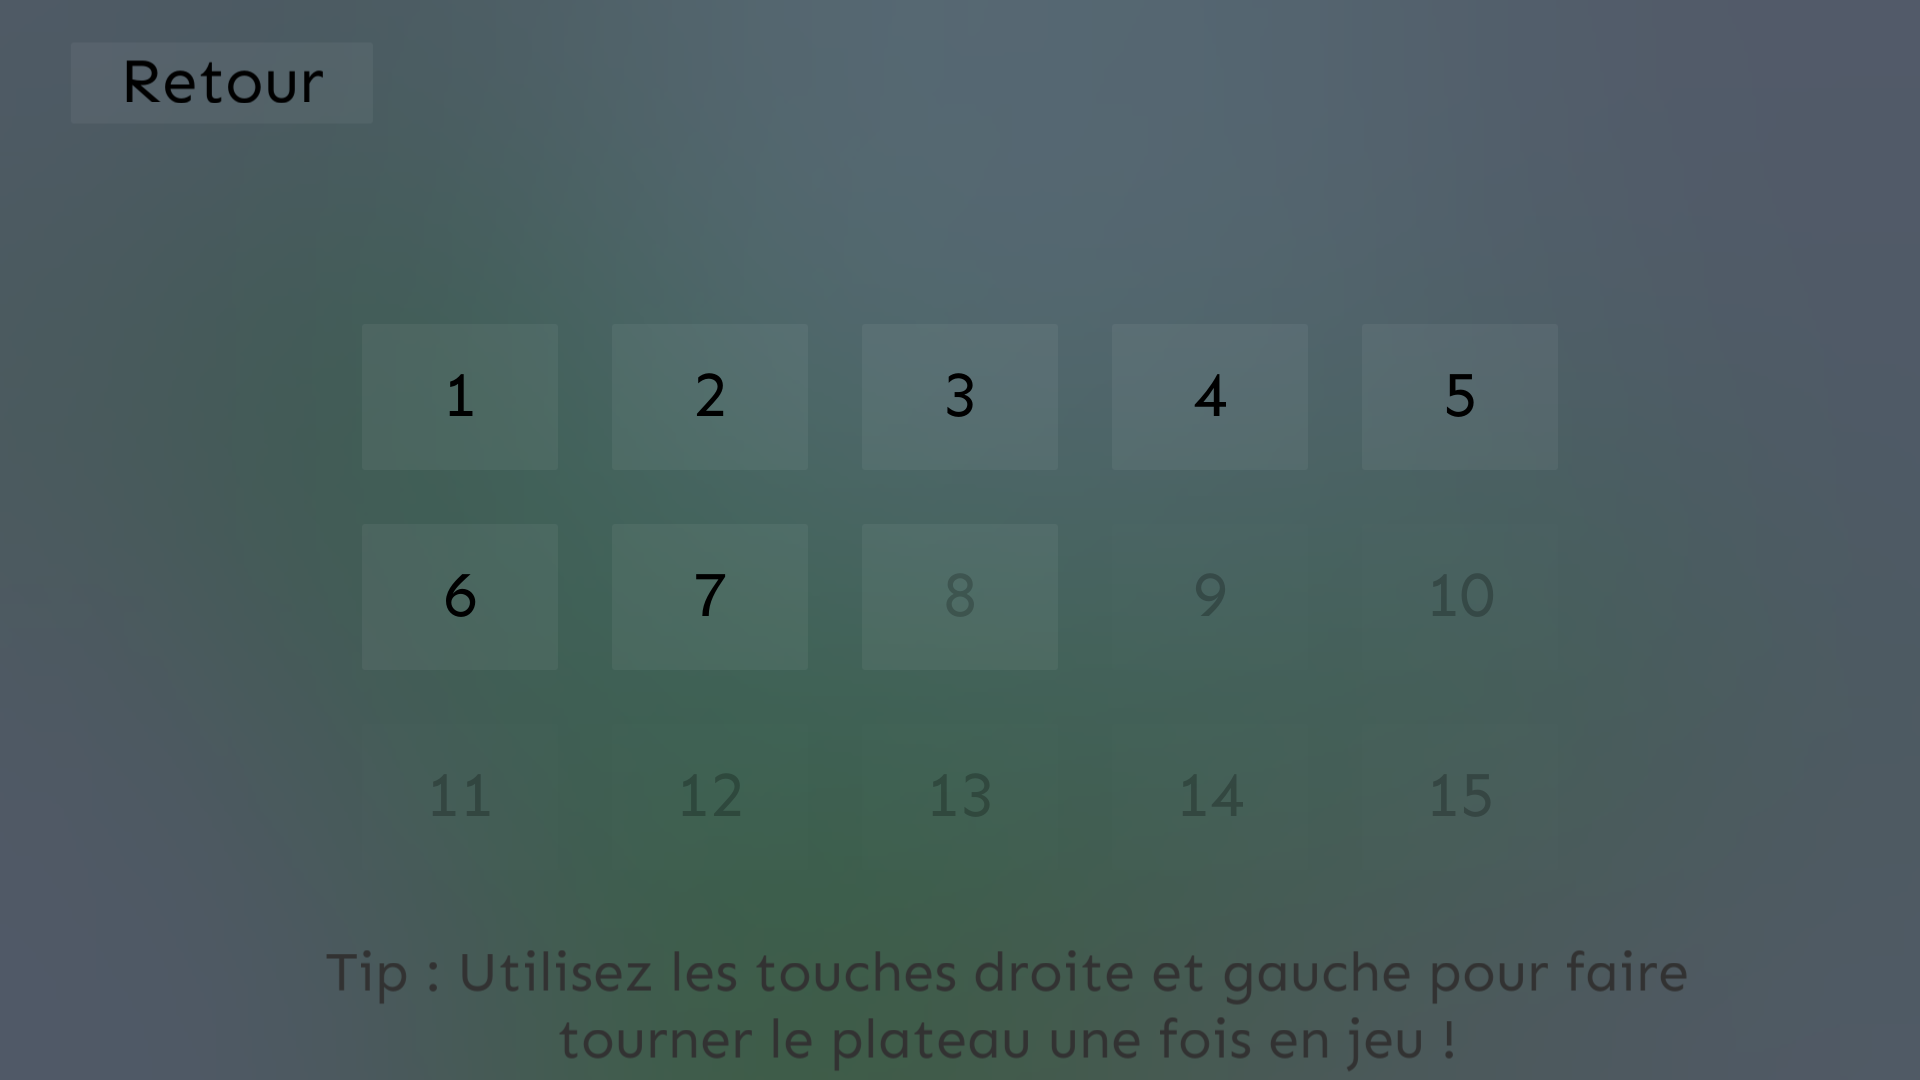 Retour
1 2 3 4 5
6 7 8 9 10
11 12 13 14 15
Tip : Utilisez les touches droite et gauche pour faire
tourner le plateau une fois en jeu !